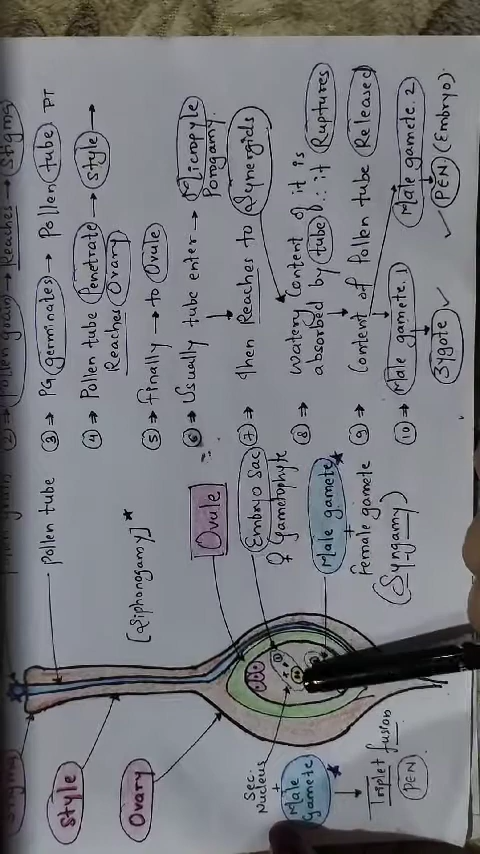 ② ⇒ Pollen grain → Reaches → Stigma
③ ⇒ PG germinates → Pollen tube PT
④ ⇒ Pollen tube Penetrate → Style →
Reaches Ovary
⑤ ⇒ Finally → to Ovule
⑥ ⇒ Usually tube enter → Micropyle
Porogamy.
⑦ ⇒ then Reaches to Synergids
⑧ ⇒ Watery Content of it is
absorbed by tube ∴ it Ruptures
⑨ ⇒ Content of Pollen tube Released
⑩ ⇒ Male gamete.1 Male gamete.2
Zygote PEN (Embryo).
Pollen grain
Pollen tube
[Siphonogamy]
Ovule
Embryo Sac
♀ gametophyte
Male gamete
+
Female gamete
(Syngamy)
Stigma
Style
Ovary
Sec.
Nucleus
+
Male
Gamete
Triplet fusion
PEN